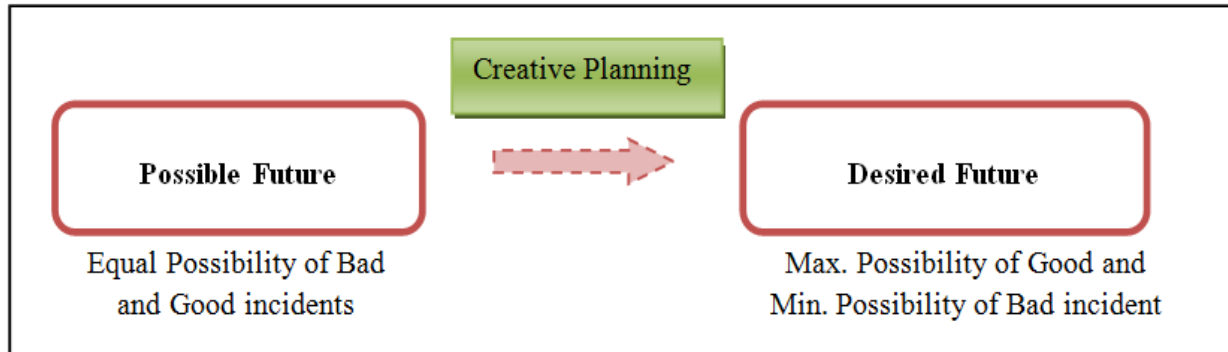 Creative Planning
Possible Future
Desired Future
Equal Possibility of Bad
and Good incidents
Max. Possibility of Good and
Min. Possibility of Bad incident